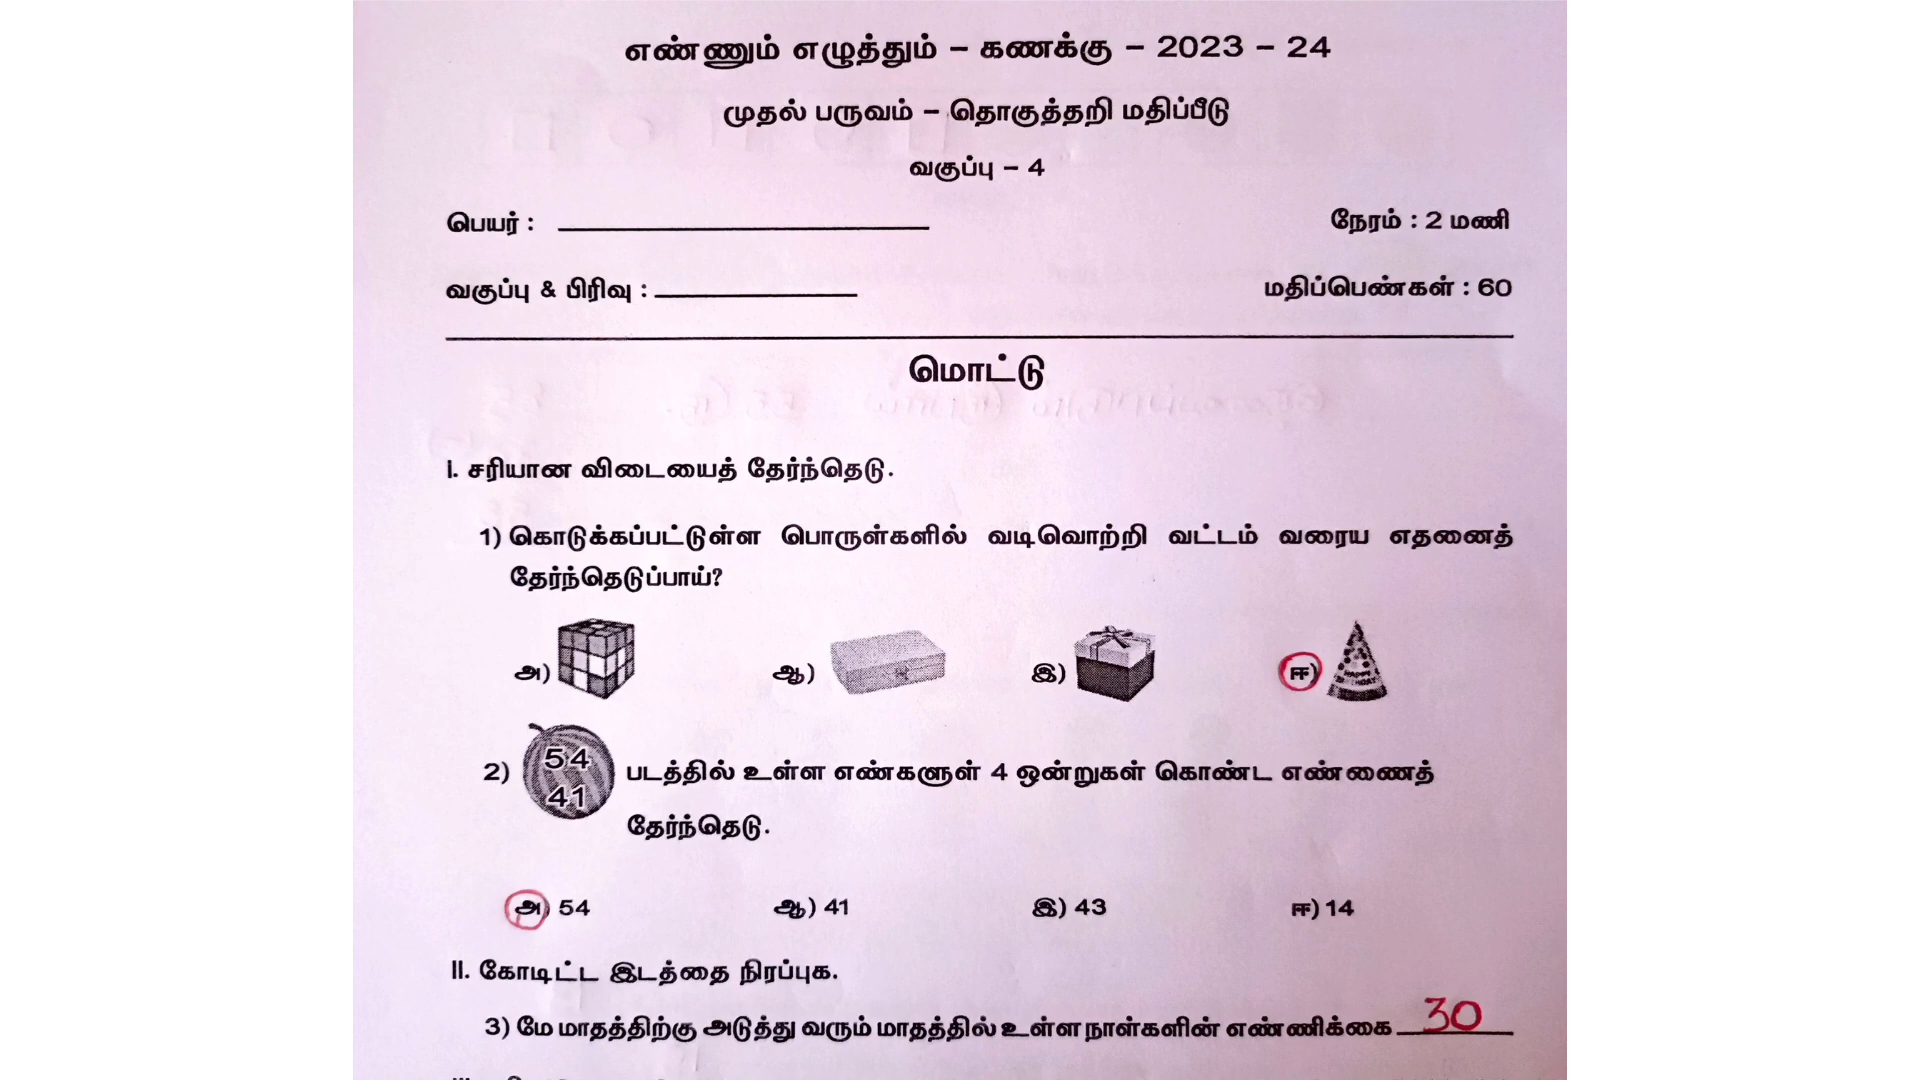 எண்ணும் எழுத்தும் – கணக்கு – 2023 – 24
முதல் பருவம் – தொகுத்தறி மதிப்பீடு
வகுப்பு – 4
பெயர் : நேரம் : 2 மணி
வகுப்பு & பிரிவு : மதிப்பெண்கள் : 60
மொட்டு
I. சரியான விடையைத் தேர்ந்தெடு.
1) கொடுக்கப்பட்டுள்ள பொருள்களில் வடிவொற்றி வட்டம் வரைய எதனைத்
தேர்ந்தெடுப்பாய்?
அ) ஆ) இ) ஈ) HAPPY BIRTHDAY
54
2) படத்தில் உள்ள எண்களுள் 4 ஒன்றுகள் கொண்ட எண்ணைத்
41
தேர்ந்தெடு.
அ) 54 ஆ) 41 இ) 43 ஈ) 14
II. கோடிட்ட இடத்தை நிரப்புக.
3) மே மாதத்திற்கு அடுத்து வரும் மாதத்தில் உள்ள நாள்களின் எண்ணிக்கை 30